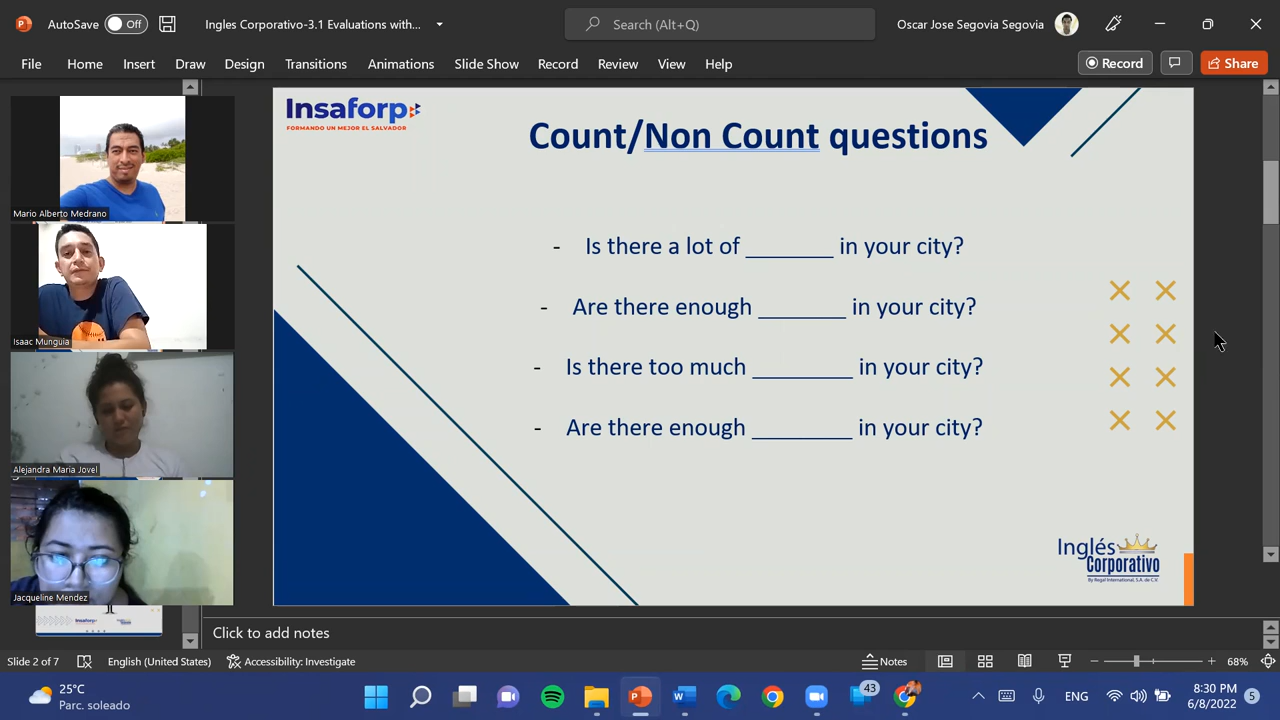 AutoSave Off Ingles Corporativo-3.1 Evaluations with... Search (Alt+Q) Oscar Jose Segovia Segovia
File Home Insert Draw Design Transitions Animations Slide Show Record Review View Help Record Share
Mario Alberto Medrano
Isaac Munguia
Alejandra Maria Jovel
Jacqueline Mendez
Insaforp
FORMANDO UN MEJOR EL SALVADOR
Count/Non Count questions
- Is there a lot of _______ in your city?
- Are there enough _______ in your city?
- Is there too much ________ in your city?
- Are there enough ________ in your city?
Inglés
Corporativo
By Regal International, S.A. de C.V.
Click to add notes
Slide 2 of 7 English (United States) Accessibility: Investigate Notes 68%
25°C
Parc. soleado
43
ENG
8:30 PM
6/8/2022
5